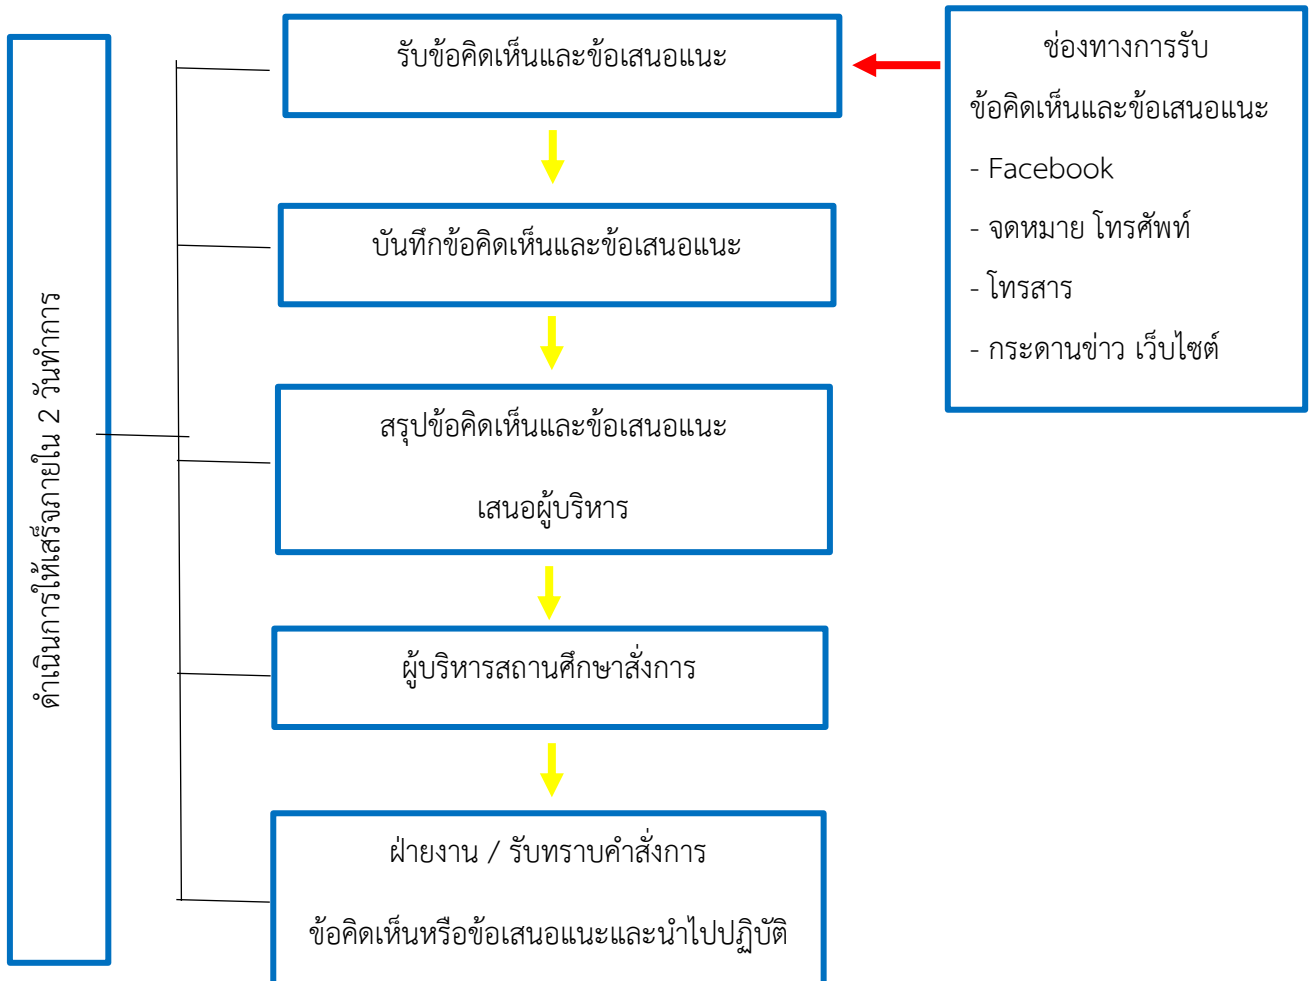 ดำเนินการให้เสร็จภายใน 2 วันทำการ
รับข้อคิดเห็นและข้อเสนอแนะ
บันทึกข้อคิดเห็นและข้อเสนอแนะ
สรุปข้อคิดเห็นและข้อเสนอแนะ
เสนอผู้บริหาร
ผู้บริหารสถานศึกษาสั่งการ
ฝ่ายงาน / รับทราบคำสั่งการ
ข้อคิดเห็นหรือข้อเสนอแนะและนำไปปฏิบัติ
ช่องทางการรับ
ข้อคิดเห็นและข้อเสนอแนะ
- Facebook
- จดหมาย โทรศัพท์
- โทรสาร
- กระดานข่าว เว็บไซต์